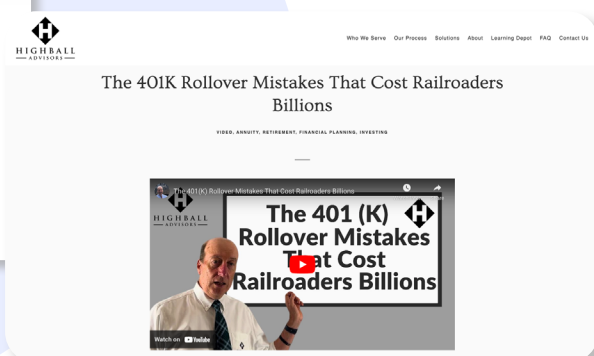 HIGHBALL
ADVISORS
Who We Serve Our Process Solutions About Learning Depot FAQ Contact Us
The 401K Rollover Mistakes That Cost Railroaders
Billions
VIDEO, ANNUITY, RETIREMENT, FINANCIAL PLANNING, INVESTING
The 401(K) Rollover Mistakes That Cost Railroaders Billions
HIGHBALL
ADVISORS
The 401 (K)
Rollover Mistakes
That Cost
Railroaders Billions
Watch on YouTube